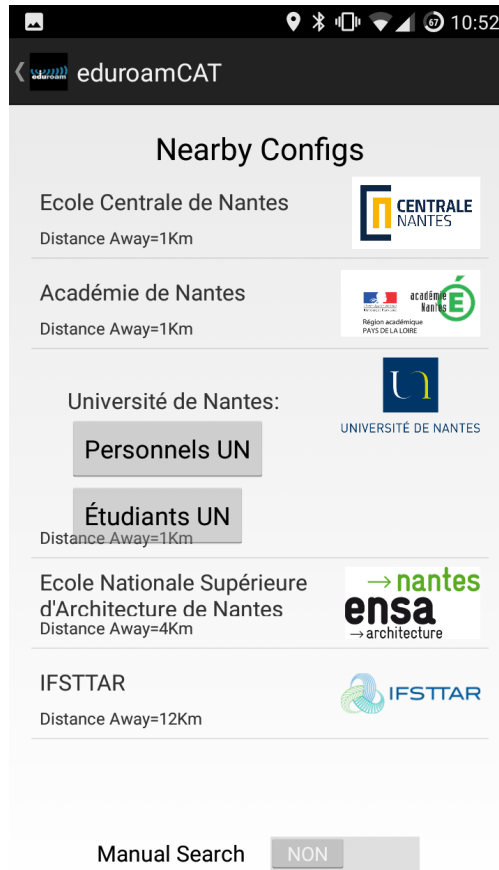 67 10:52
eduroam eduroamCAT
Nearby Configs
Ecole Centrale de Nantes
Distance Away=1Km
CENTRALE
NANTES
Académie de Nantes
Distance Away=1Km
académie
Nantes
É
Région académique
PAYS DE LA LOIRE
Université de Nantes:
Personnels UN
Étudiants UN
Distance Away=1Km
UNIVERSITÉ DE NANTES
Ecole Nationale Supérieure
d'Architecture de Nantes
Distance Away=4Km
→nantes
ensa
→architecture
IFSTTAR
Distance Away=12Km
IFSTTAR
Manual Search NON